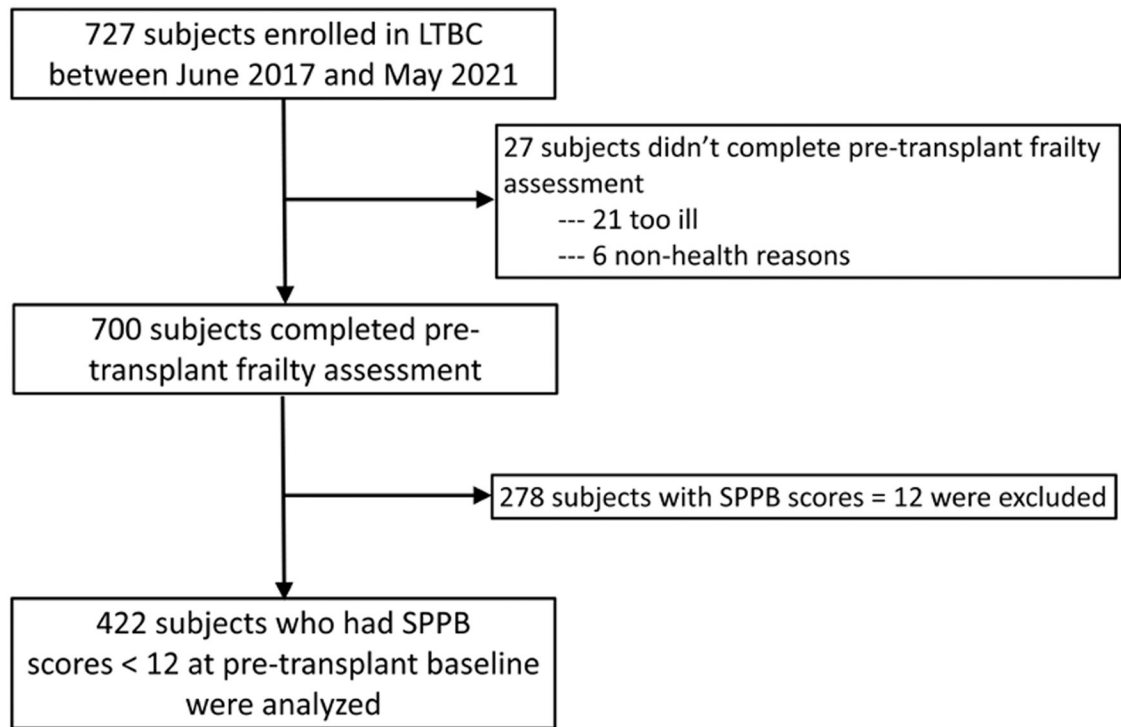 727 subjects enrolled in LTBC
between June 2017 and May 2021
27 subjects didn’t complete pre-transplant frailty
assessment
--- 21 too ill
--- 6 non-health reasons
700 subjects completed pre-
transplant frailty assessment
278 subjects with SPPB scores = 12 were excluded
422 subjects who had SPPB
scores < 12 at pre-transplant baseline
were analyzed